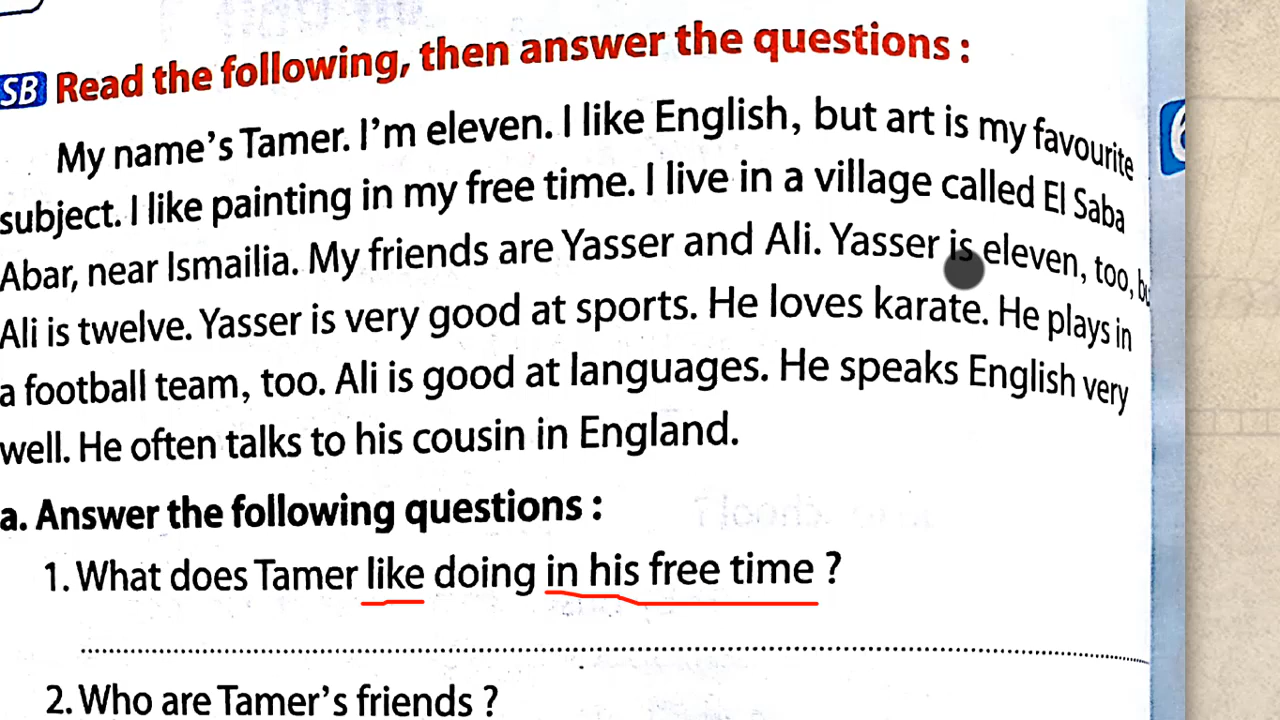 SB Read the following, then answer the questions :
My name's Tamer. I'm eleven. I like English, but art is my favourite
subject. I like painting in my free time. I live in a village called El Saba
Abar, near Ismailia. My friends are Yasser and Ali. Yasser is eleven, too,
Ali is twelve. Yasser is very good at sports. He loves karate. He plays in
a football team, too. Ali is good at languages. He speaks English very
well. He often talks to his cousin in England.
a. Answer the following questions :
1. What does Tamer like doing in his free time ?
2. Who are Tamer's friends ?